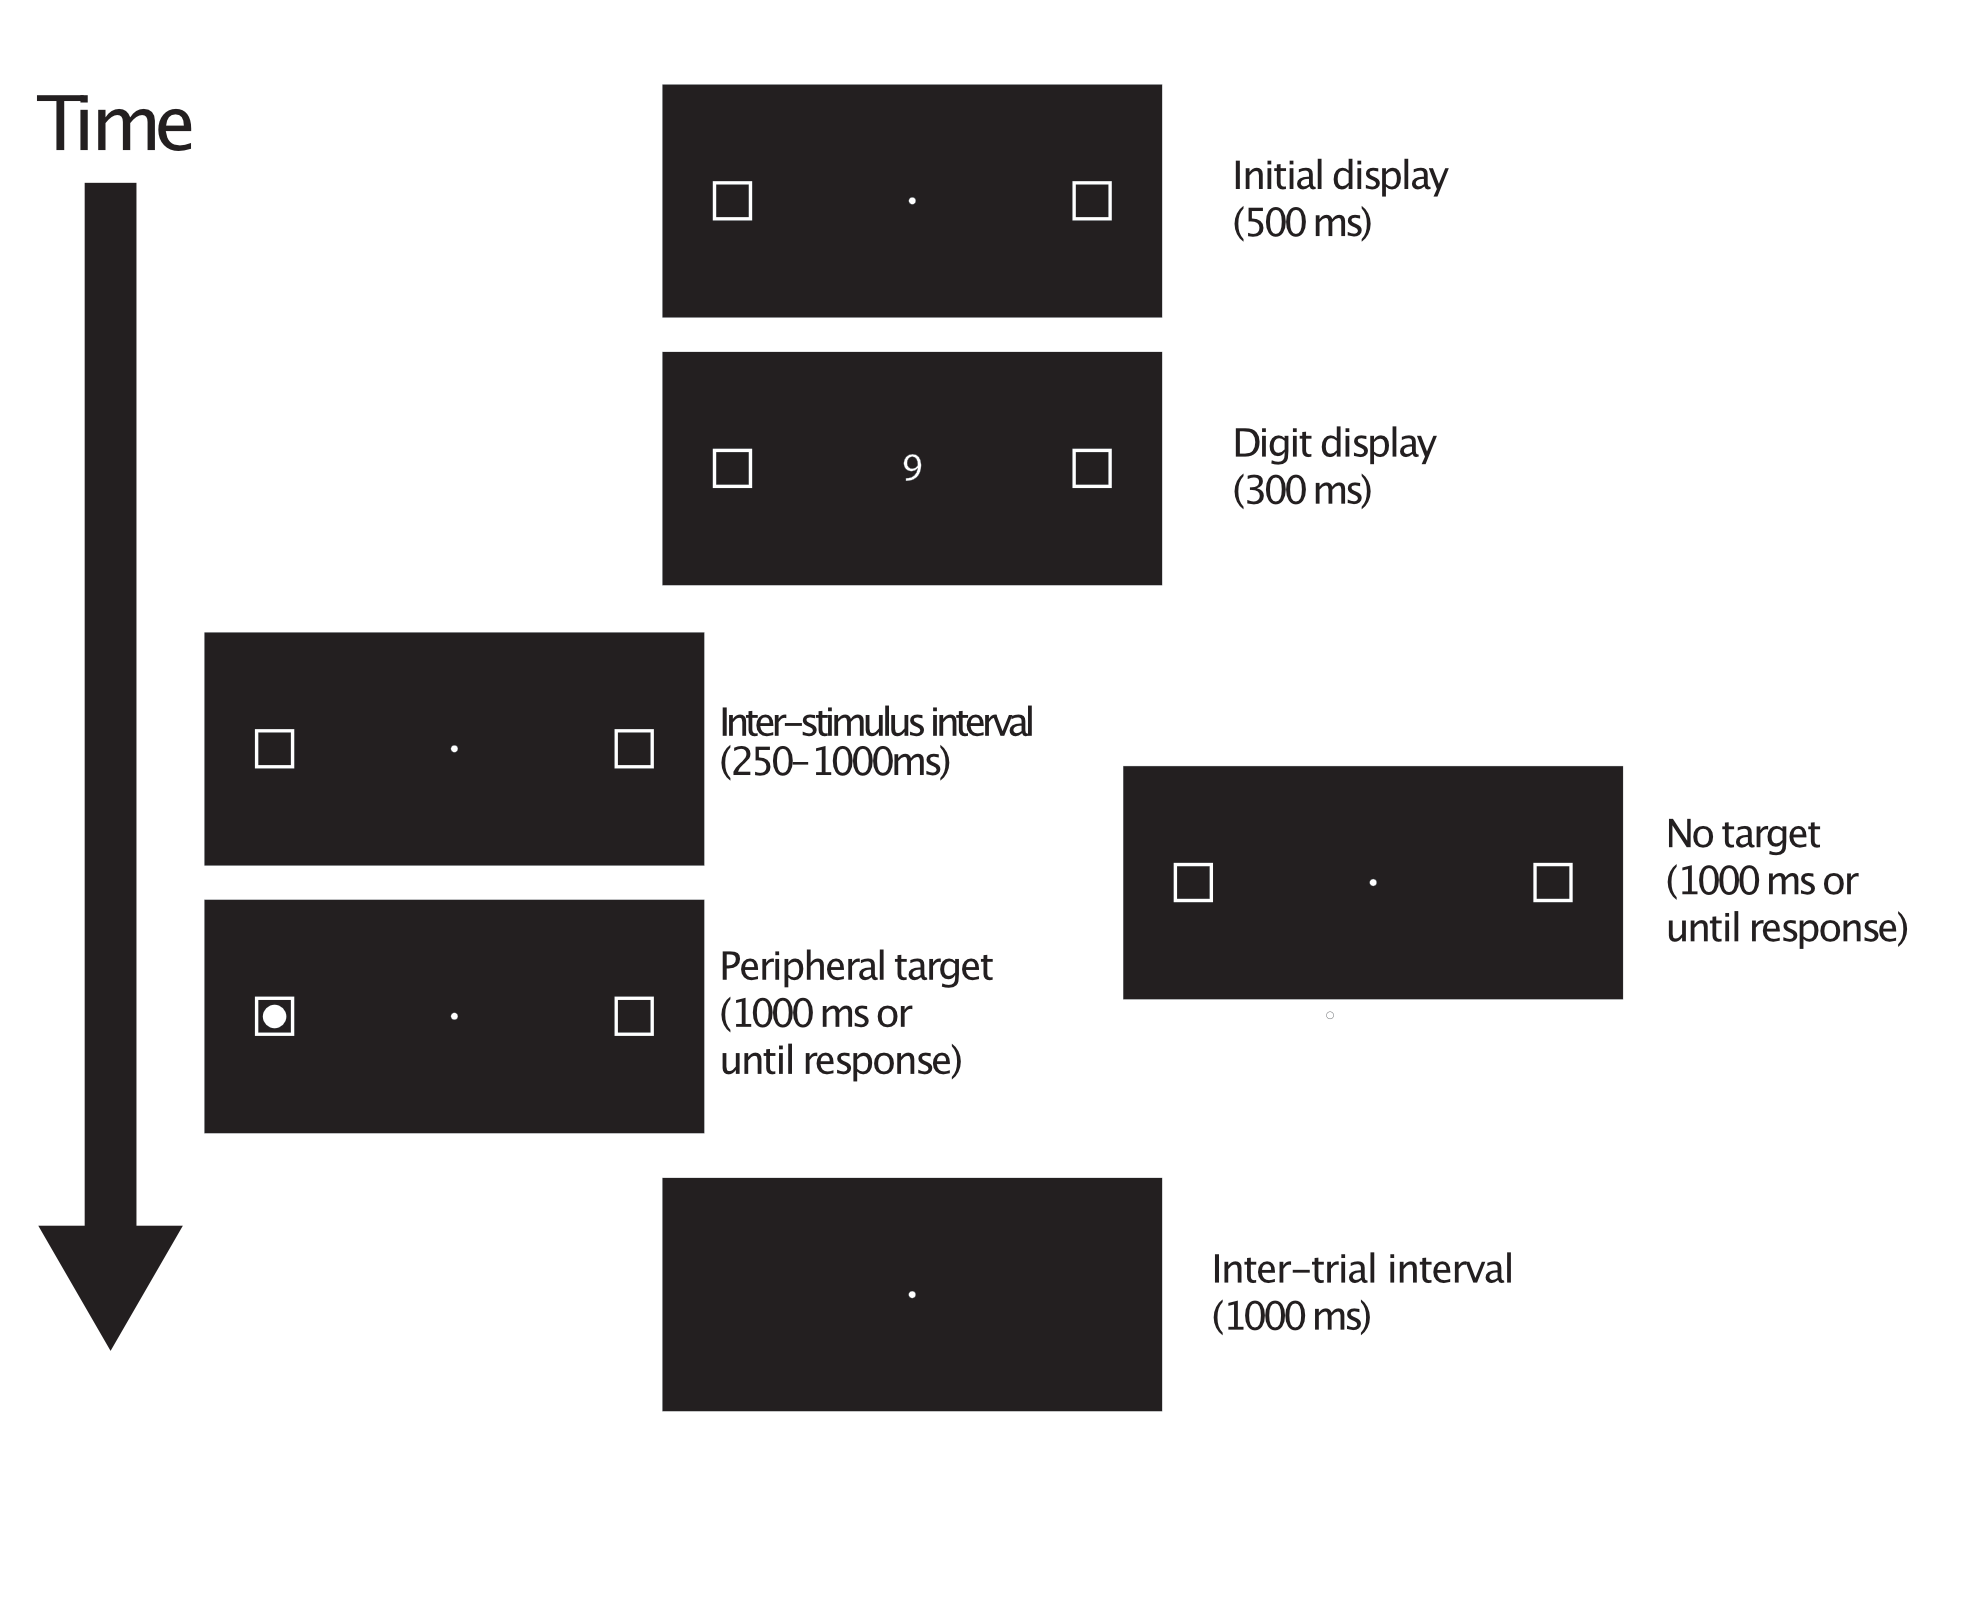 Time
Initial display
(500 ms)
9
Digit display
(300 ms)
Inter-stimulus interval
(250-1000ms)
No target
(1000 ms or
until response)
Peripheral target
(1000 ms or
until response)
Inter-trial interval
(1000 ms)